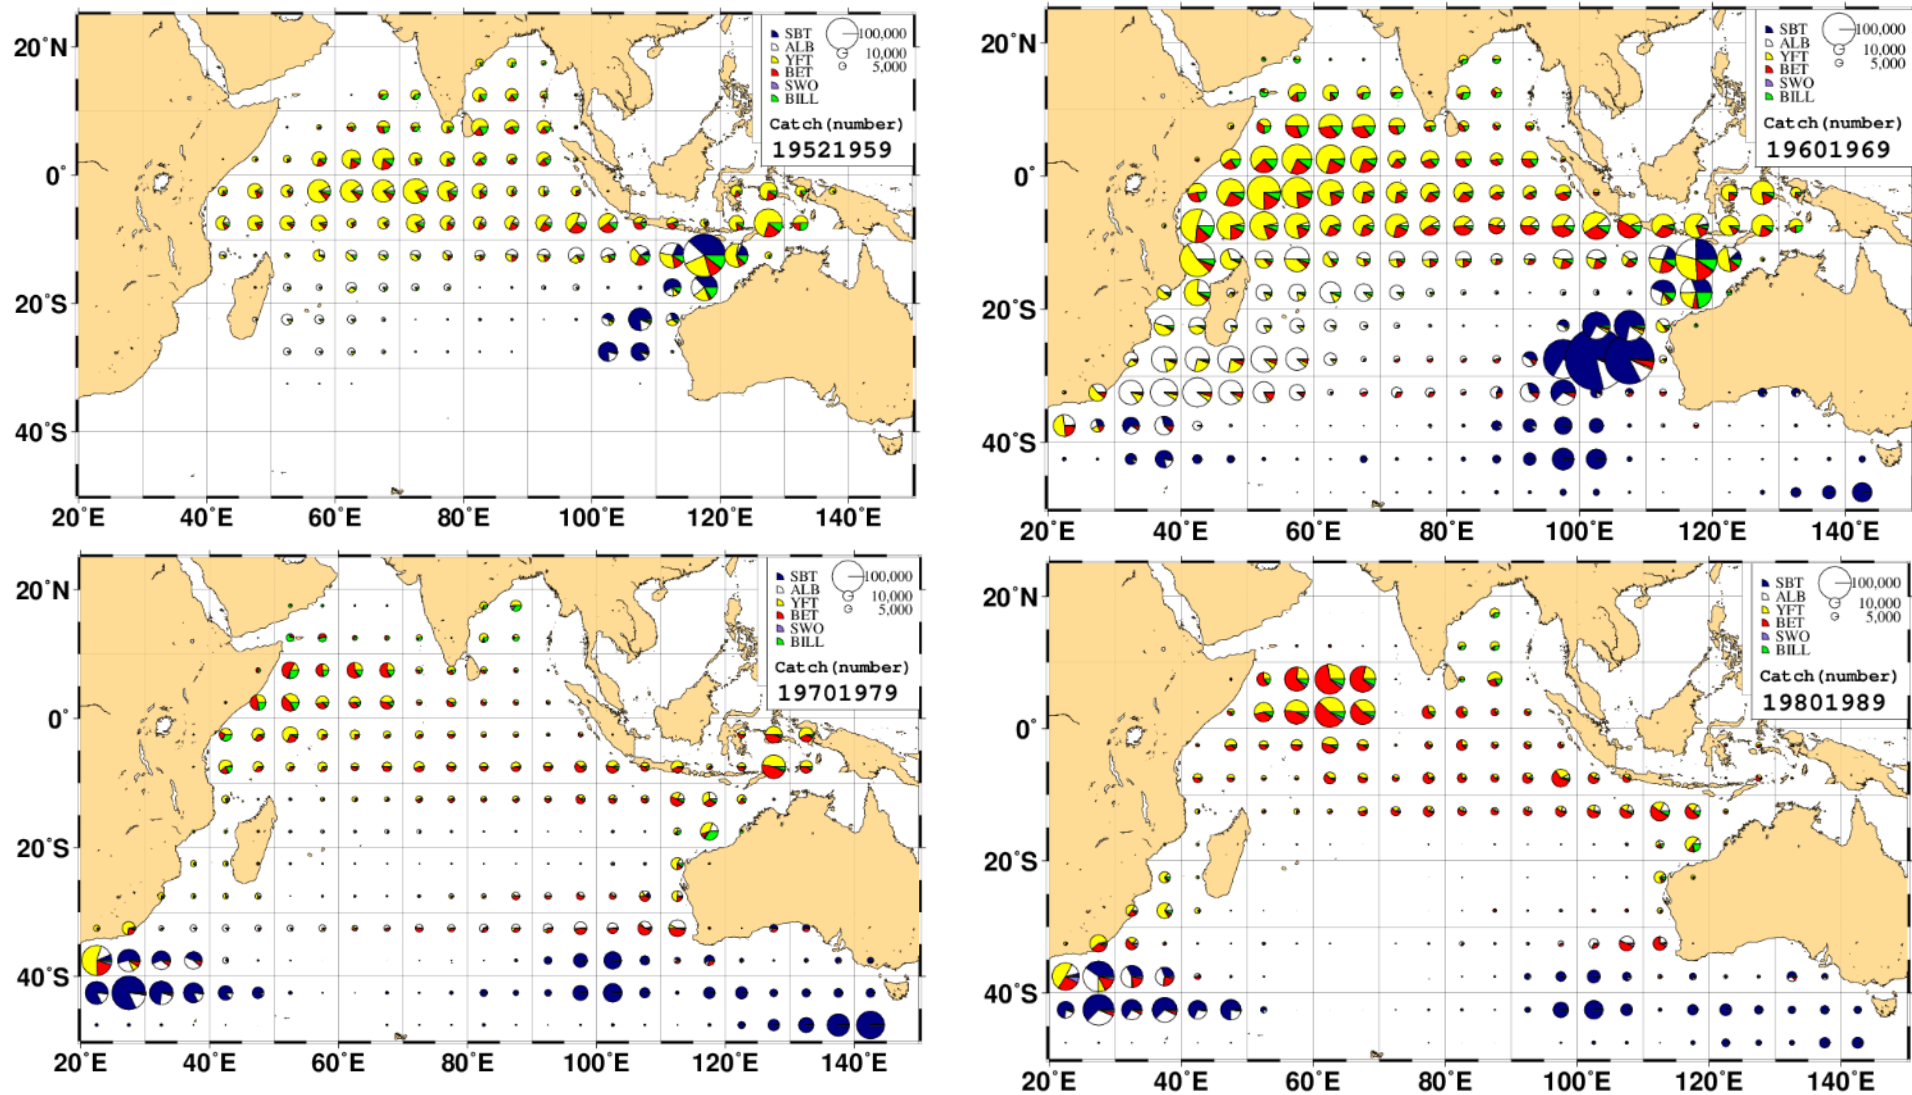 20°N
0°
20°S
40°S
20°E 40°E 60°E 80°E 100°E 120°E 140°E
SBT
ALB
YFT
BET
SWO
BILL
100,000
10,000
5,000
Catch(number)
19521959
20°N
0°
20°S
40°S
20°E 40°E 60°E 80°E 100°E 120°E 140°E
SBT
ALB
YFT
BET
SWO
BILL
100,000
10,000
5,000
Catch(number)
19601969
20°N
0°
20°S
40°S
20°E 40°E 60°E 80°E 100°E 120°E 140°E
SBT
ALB
YFT
BET
SWO
BILL
100,000
10,000
5,000
Catch(number)
19701979
20°N
0°
20°S
40°S
20°E 40°E 60°E 80°E 100°E 120°E 140°E
SBT
ALB
YFT
BET
SWO
BILL
100,000
10,000
5,000
Catch(number)
19801989